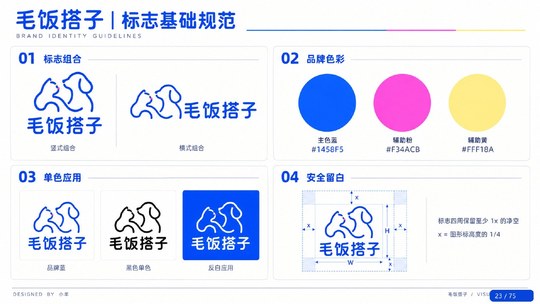 毛饭搭子 | 标志基础规范
BRAND IDENTITY GUIDELINES
01 标志组合
毛饭搭子
竖式组合
毛饭搭子
横式组合
02 品牌色彩
主色蓝
#1458F5
辅助粉
#F34ACB
辅助黄
#FFF18A
03 单色应用
毛饭搭子
品牌蓝
毛饭搭子
黑色单色
毛饭搭子
反白应用
04 安全留白
x
x
x
H
毛饭搭子
W
x
标志四周保留至少 1x 的净空
x = 图形标高度的 1/4
DESIGNED BY
毛饭搭子 / VISU
23 / 75